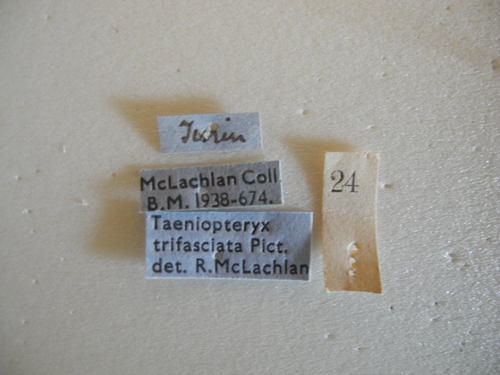 Turin
McLachlan Coll.
B.M. 1938-674.
Taeniopteryx
trifasciata Pict.
det. R.McLachlan
24